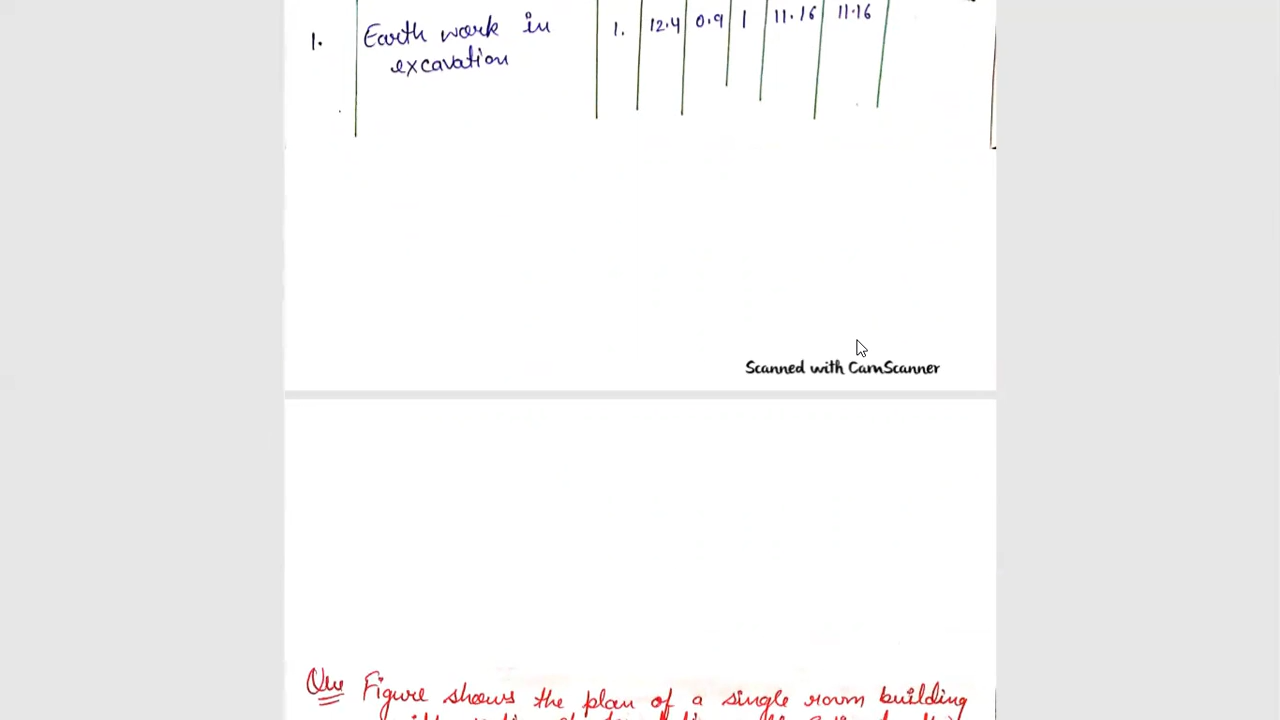 1. Earth work in 1. 12.4 0.9 1 11.16 11.16
excavation
Scanned with CamScanner
Que Figure shows the plan of a single room building